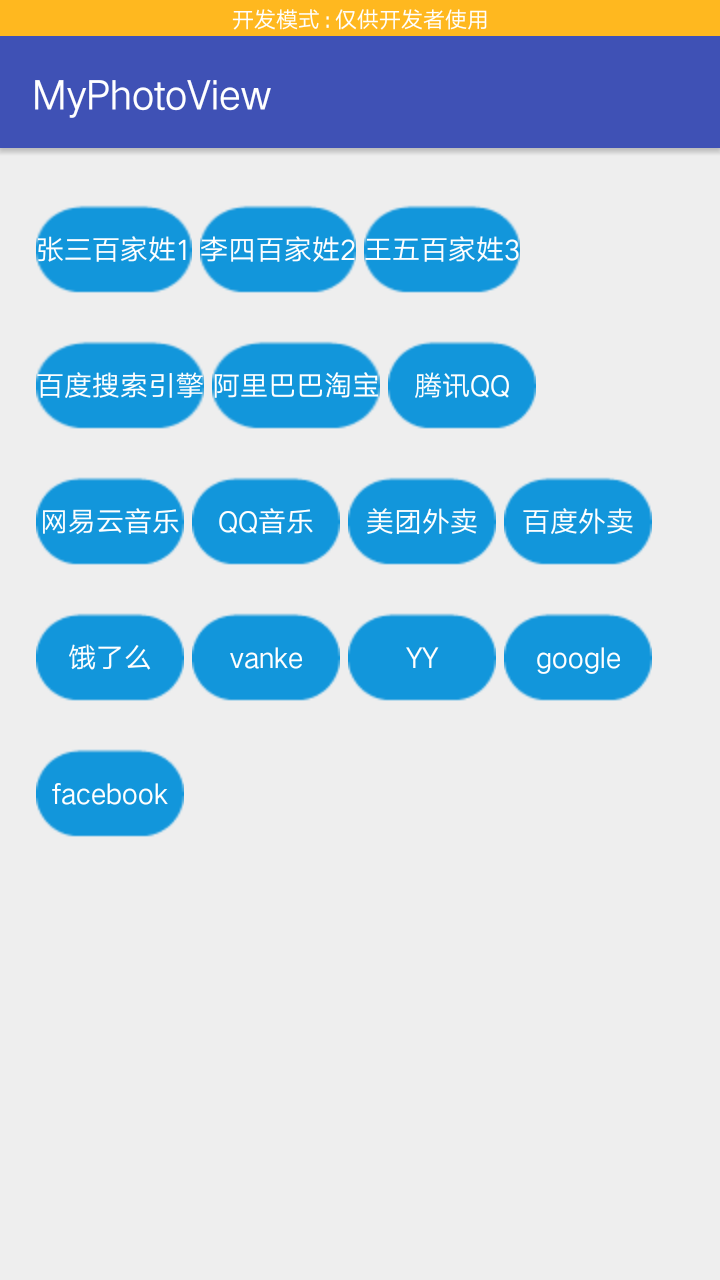 开发模式 : 仅供开发者使用
MyPhotoView
张三百家姓1 李四百家姓2 王五百家姓3
百度搜索引擎 阿里巴巴淘宝 腾讯QQ
网易云音乐 QQ音乐 美团外卖 百度外卖
饿了么 vanke YY google
facebook